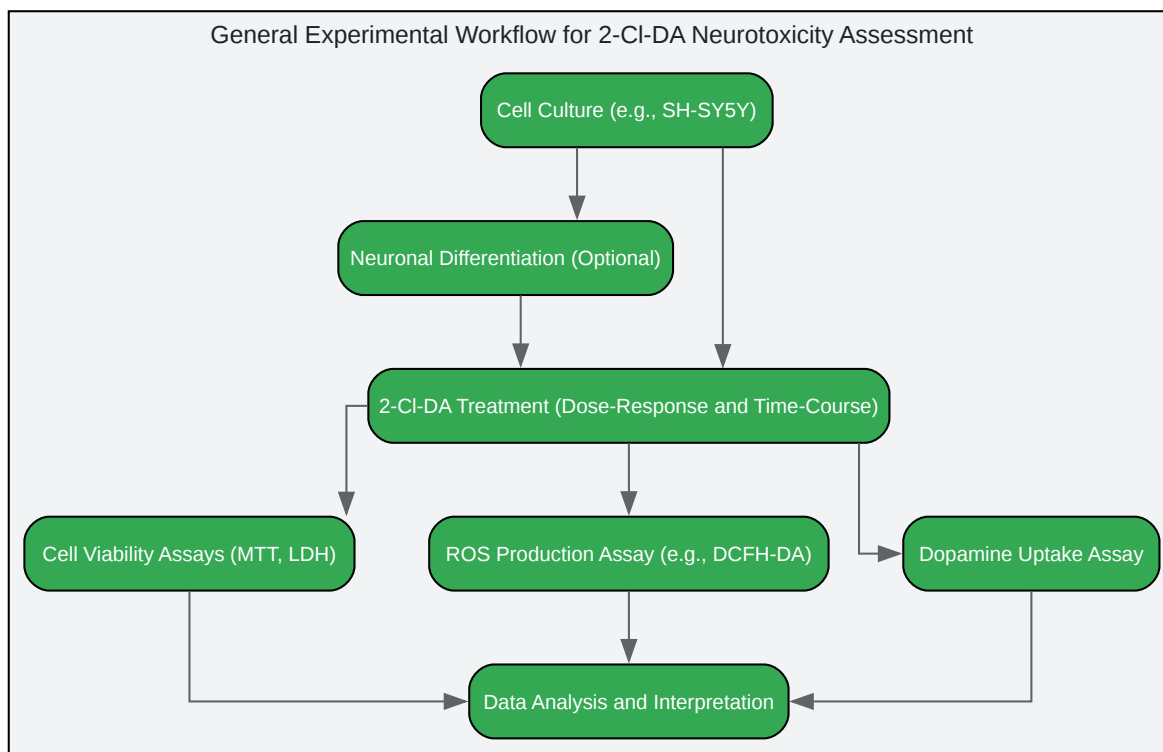 General Experimental Workflow for 2-Cl-DA Neurotoxicity Assessment
Cell Culture (e.g., SH-SY5Y)
Neuronal Differentiation (Optional)
2-Cl-DA Treatment (Dose-Response and Time-Course)
Cell Viability Assays (MTT, LDH)
ROS Production Assay (e.g., DCFH-DA)
Dopamine Uptake Assay
Data Analysis and Interpretation